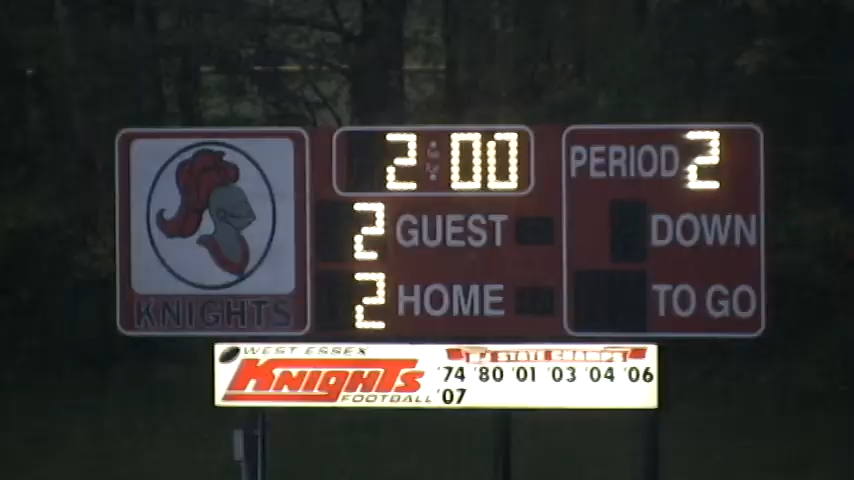 2:00
PERIOD 2
2 GUEST
DOWN
2 HOME
TO GO
KNIGHTS
WEST ESSEX
KNIGHTS
FOOTBALL
NJ STATE CHAMPS
'74 '80 '01 '03 '04 '06
'07